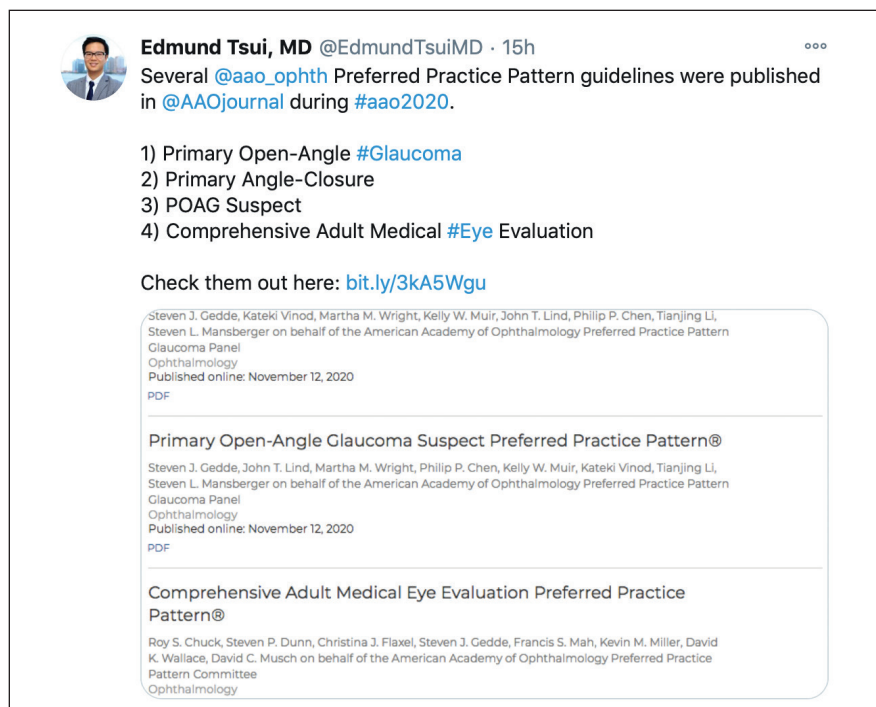 Edmund Tsui, MD @EdmundTsuiMD · 15h
Several @aao_ophth Preferred Practice Pattern guidelines were published
in @AAOjournal during #aao2020.
1) Primary Open-Angle #Glaucoma
2) Primary Angle-Closure
3) POAG Suspect
4) Comprehensive Adult Medical #Eye Evaluation
Check them out here: bit.ly/3kA5Wgu
Steven J. Gedde, Kateki Vinod, Martha M. Wright, Kelly W. Muir, John T. Lind, Philip P. Chen, Tianjing Li,
Steven L. Mansberger on behalf of the American Academy of Ophthalmology Preferred Practice Pattern
Glaucoma Panel
Ophthalmology
Published online: November 12, 2020
PDF
Primary Open-Angle Glaucoma Suspect Preferred Practice Pattern®
Steven J. Gedde, John T. Lind, Martha M. Wright, Philip P. Chen, Kelly W. Muir, Kateki Vinod, Tianjing Li,
Steven L. Mansberger on behalf of the American Academy of Ophthalmology Preferred Practice Pattern
Glaucoma Panel
Ophthalmology
Published online: November 12, 2020
PDF
Comprehensive Adult Medical Eye Evaluation Preferred Practice
Pattern®
Roy S. Chuck, Steven P. Dunn, Christina J. Flaxel, Steven J. Gedde, Francis S. Mah, Kevin M. Miller, David
K. Wallace, David C. Musch on behalf of the American Academy of Ophthalmology Preferred Practice
Pattern Committee
Ophthalmology